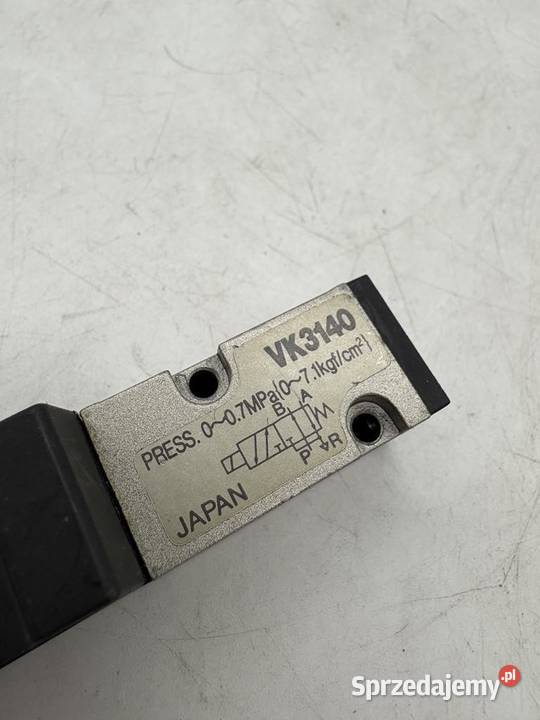 VK3140
PRESS. 0~0.7MPa(0~7.1kgf/cm²)
B A
P R
JAPAN
Sprzedajemy.pl